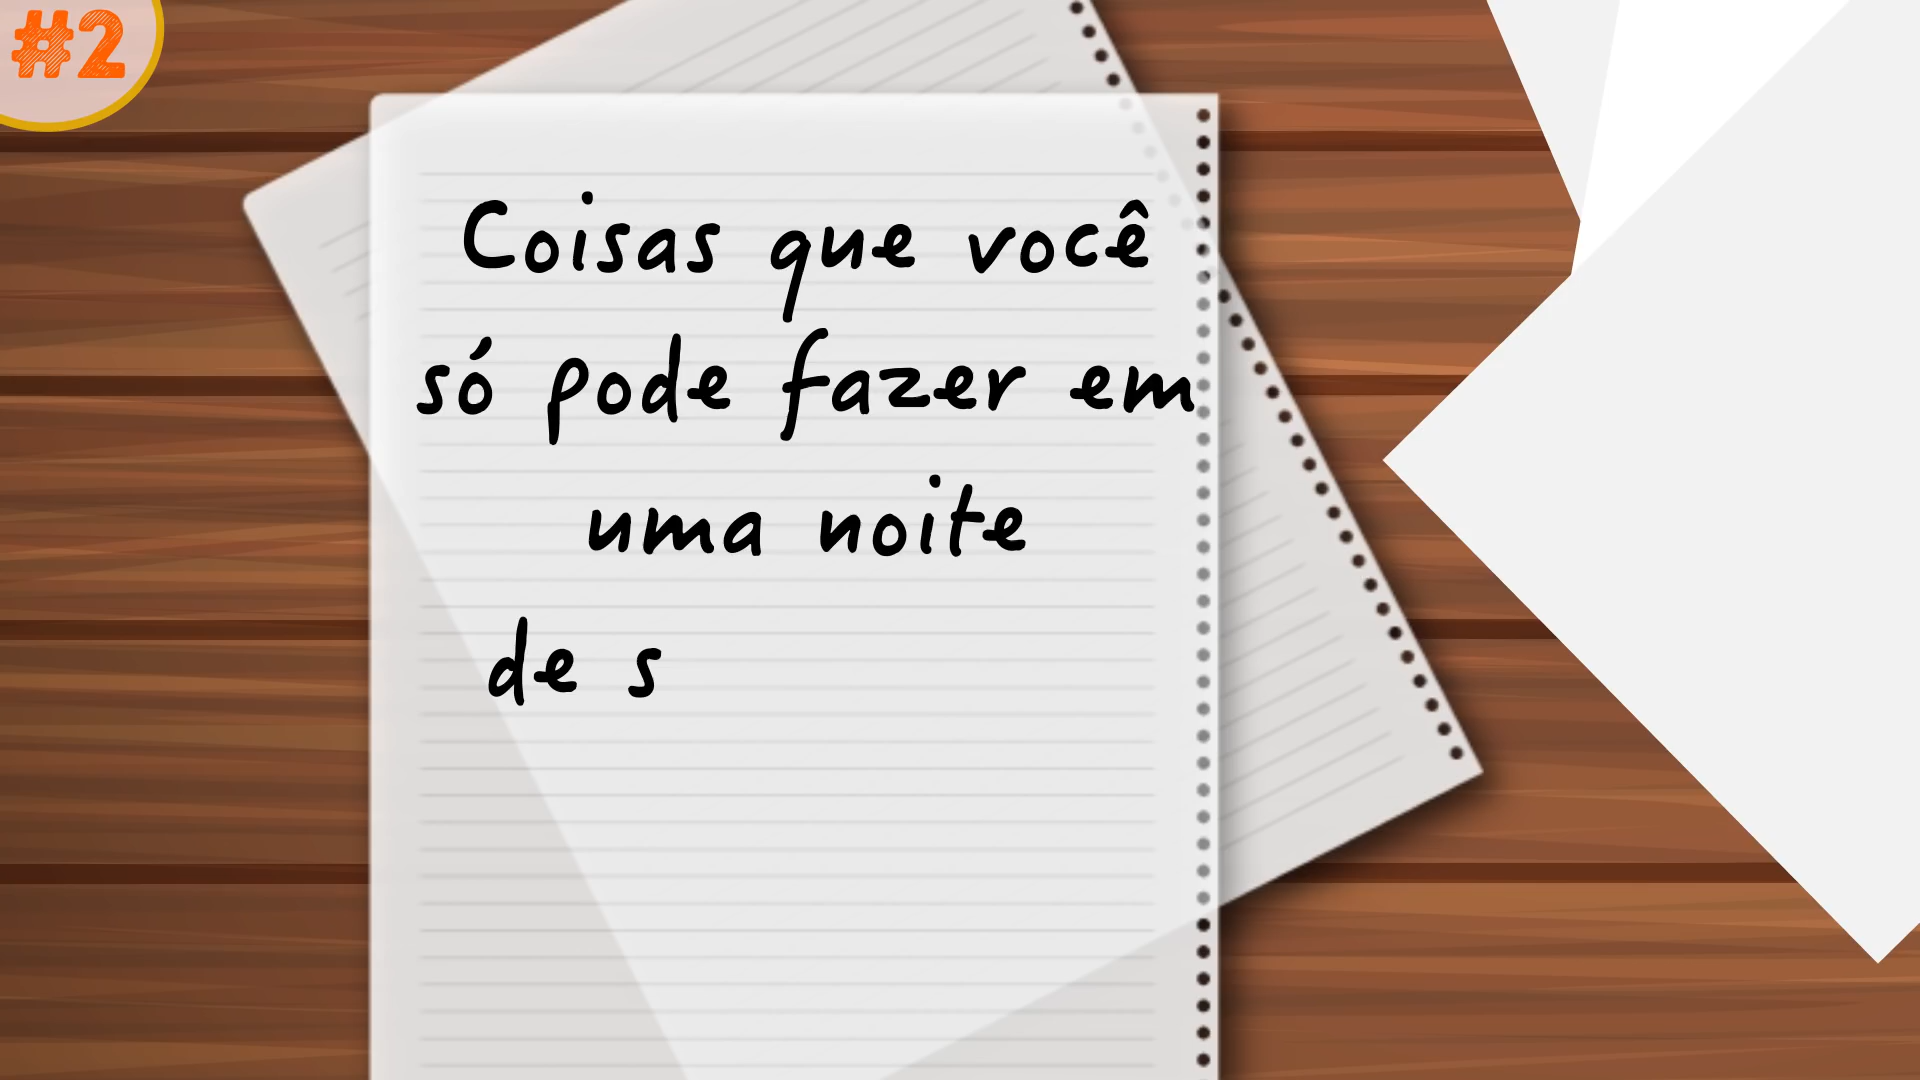 #2
Coisas que você
só pode fazer em
uma noite
de s